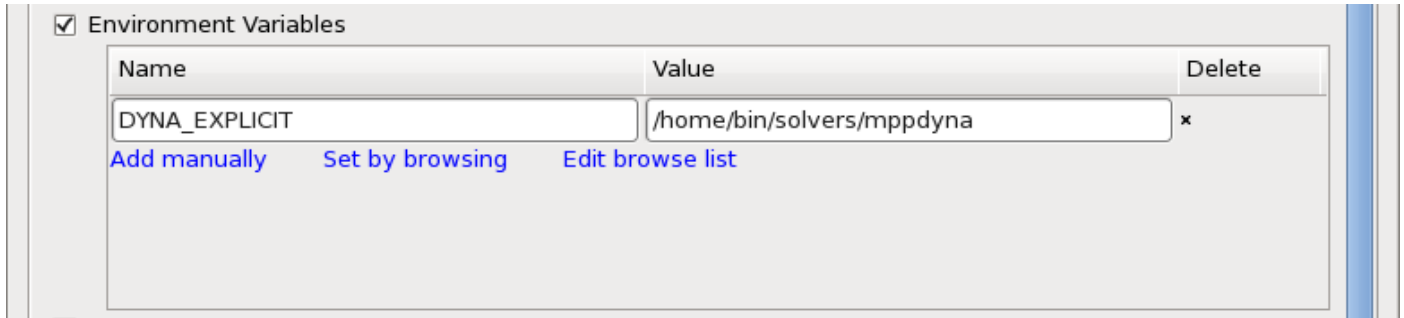 Environment Variables
Name Value Delete
DYNA_EXPLICIT /home/bin/solvers/mppdyna ×
Add manually Set by browsing Edit browse list